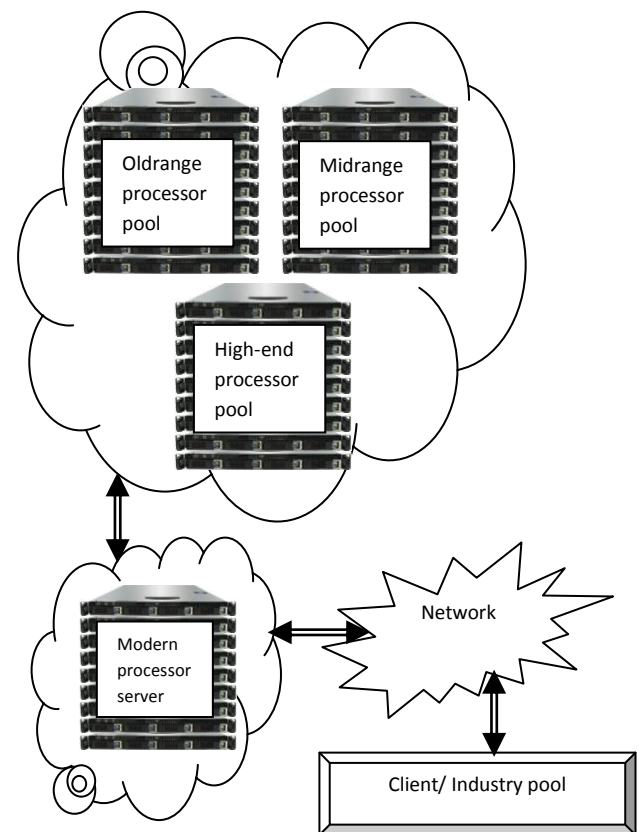 Oldrange
processor
pool
Midrange
processor
pool
High-end
processor
pool
Modern
processor
server
Network
Client/ Industry pool